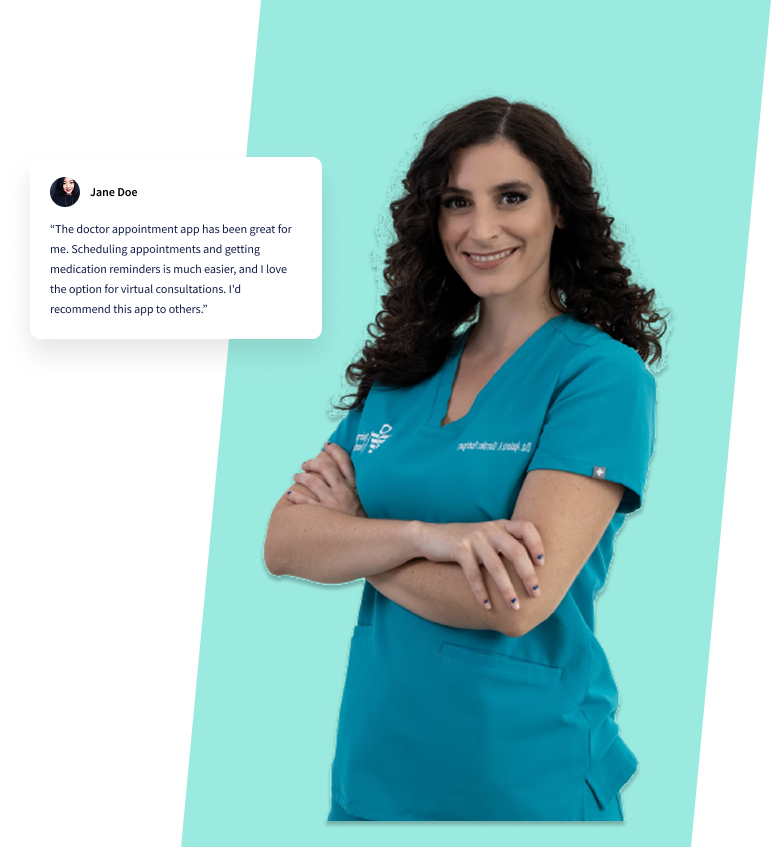 Jane Doe
“The doctor appointment app has been great for
me. Scheduling appointments and getting
medication reminders is much easier, and I love
the option for virtual consultations. I'd
recommend this app to others.”